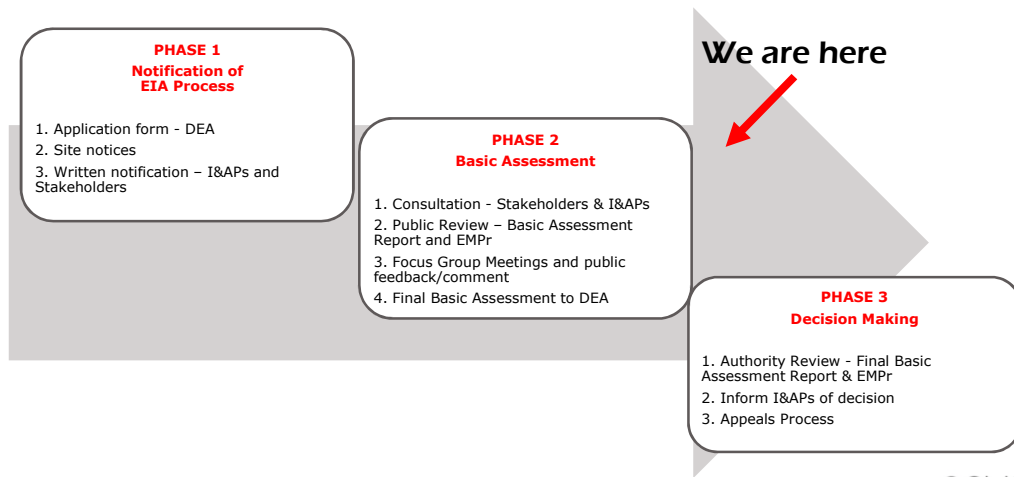 PHASE 1
Notification of
EIA Process
1. Application form - DEA
2. Site notices
3. Written notification – I&APs and
Stakeholders
We are here
PHASE 2
Basic Assessment
1. Consultation - Stakeholders & I&APs
2. Public Review – Basic Assessment
Report and EMPr
3. Focus Group Meetings and public
feedback/comment
4. Final Basic Assessment to DEA
PHASE 3
Decision Making
1. Authority Review - Final Basic
Assessment Report & EMPr
2. Inform I&APs of decision
3. Appeals Process